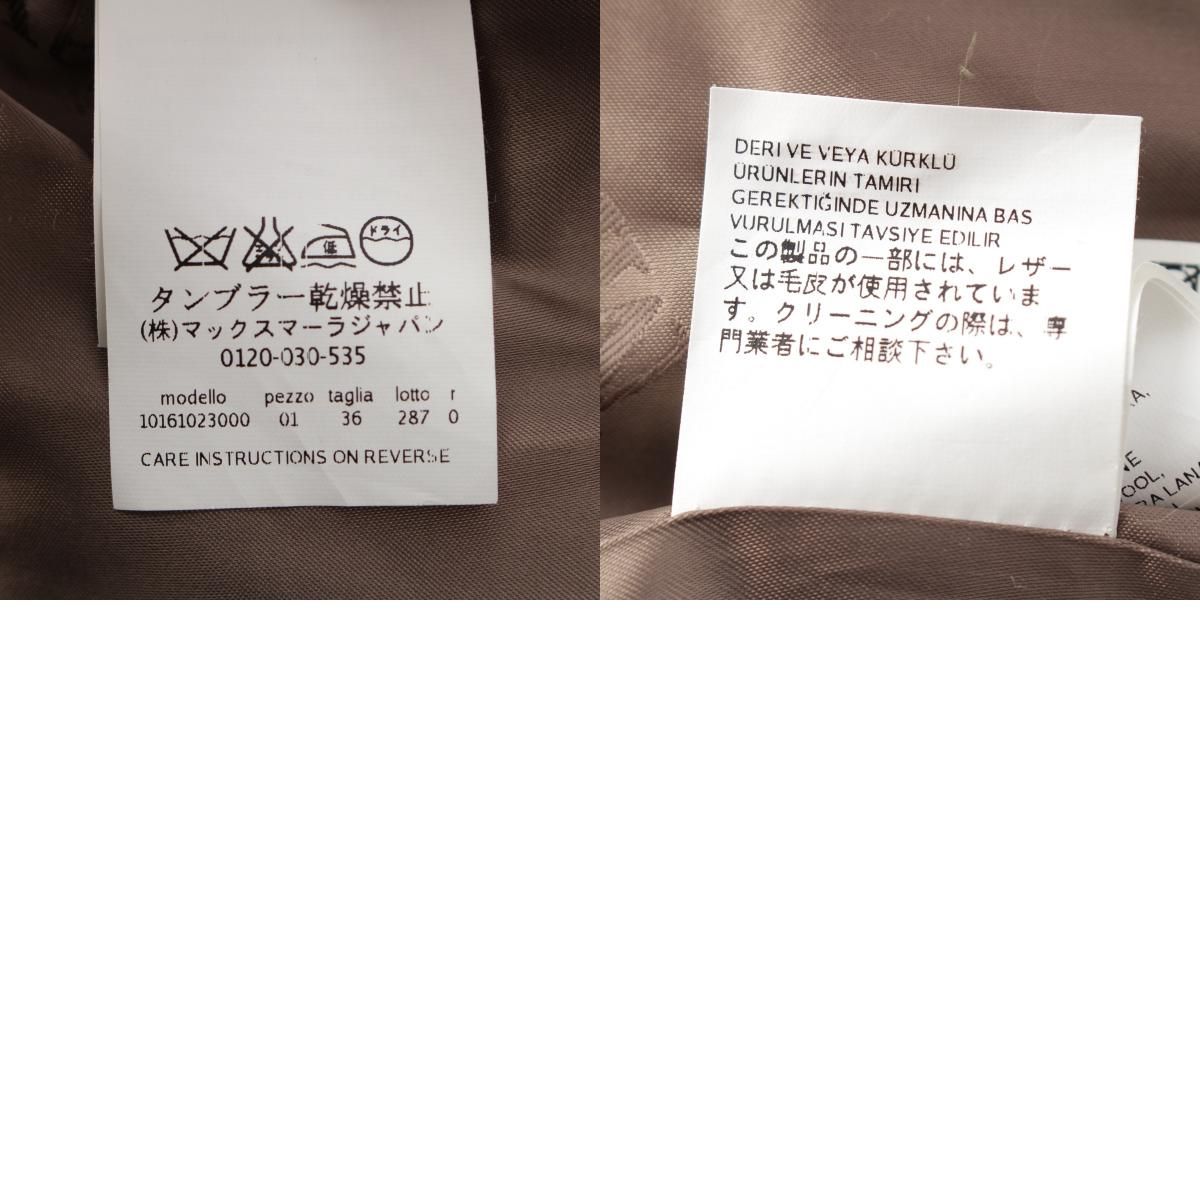 低
ドライ
タンブラー乾燥禁止
(株)マックスマーラジャパン
0120-030-535
modello pezzo taglia lotto r
10161023000 01 36 287 0
CARE INSTRUCTIONS ON REVERSE
DERI VE VEYA KÜRKLÜ
ÜRÜNLERIN TAMIRI
GEREKTIĞINDE UZMANINA BAS
VURULMASI TAVSIYE EDILIR
この製品の一部には、レザー
又は毛皮が使用されていま
す。クリーニングの際は、専
門業者にご相談下さい。